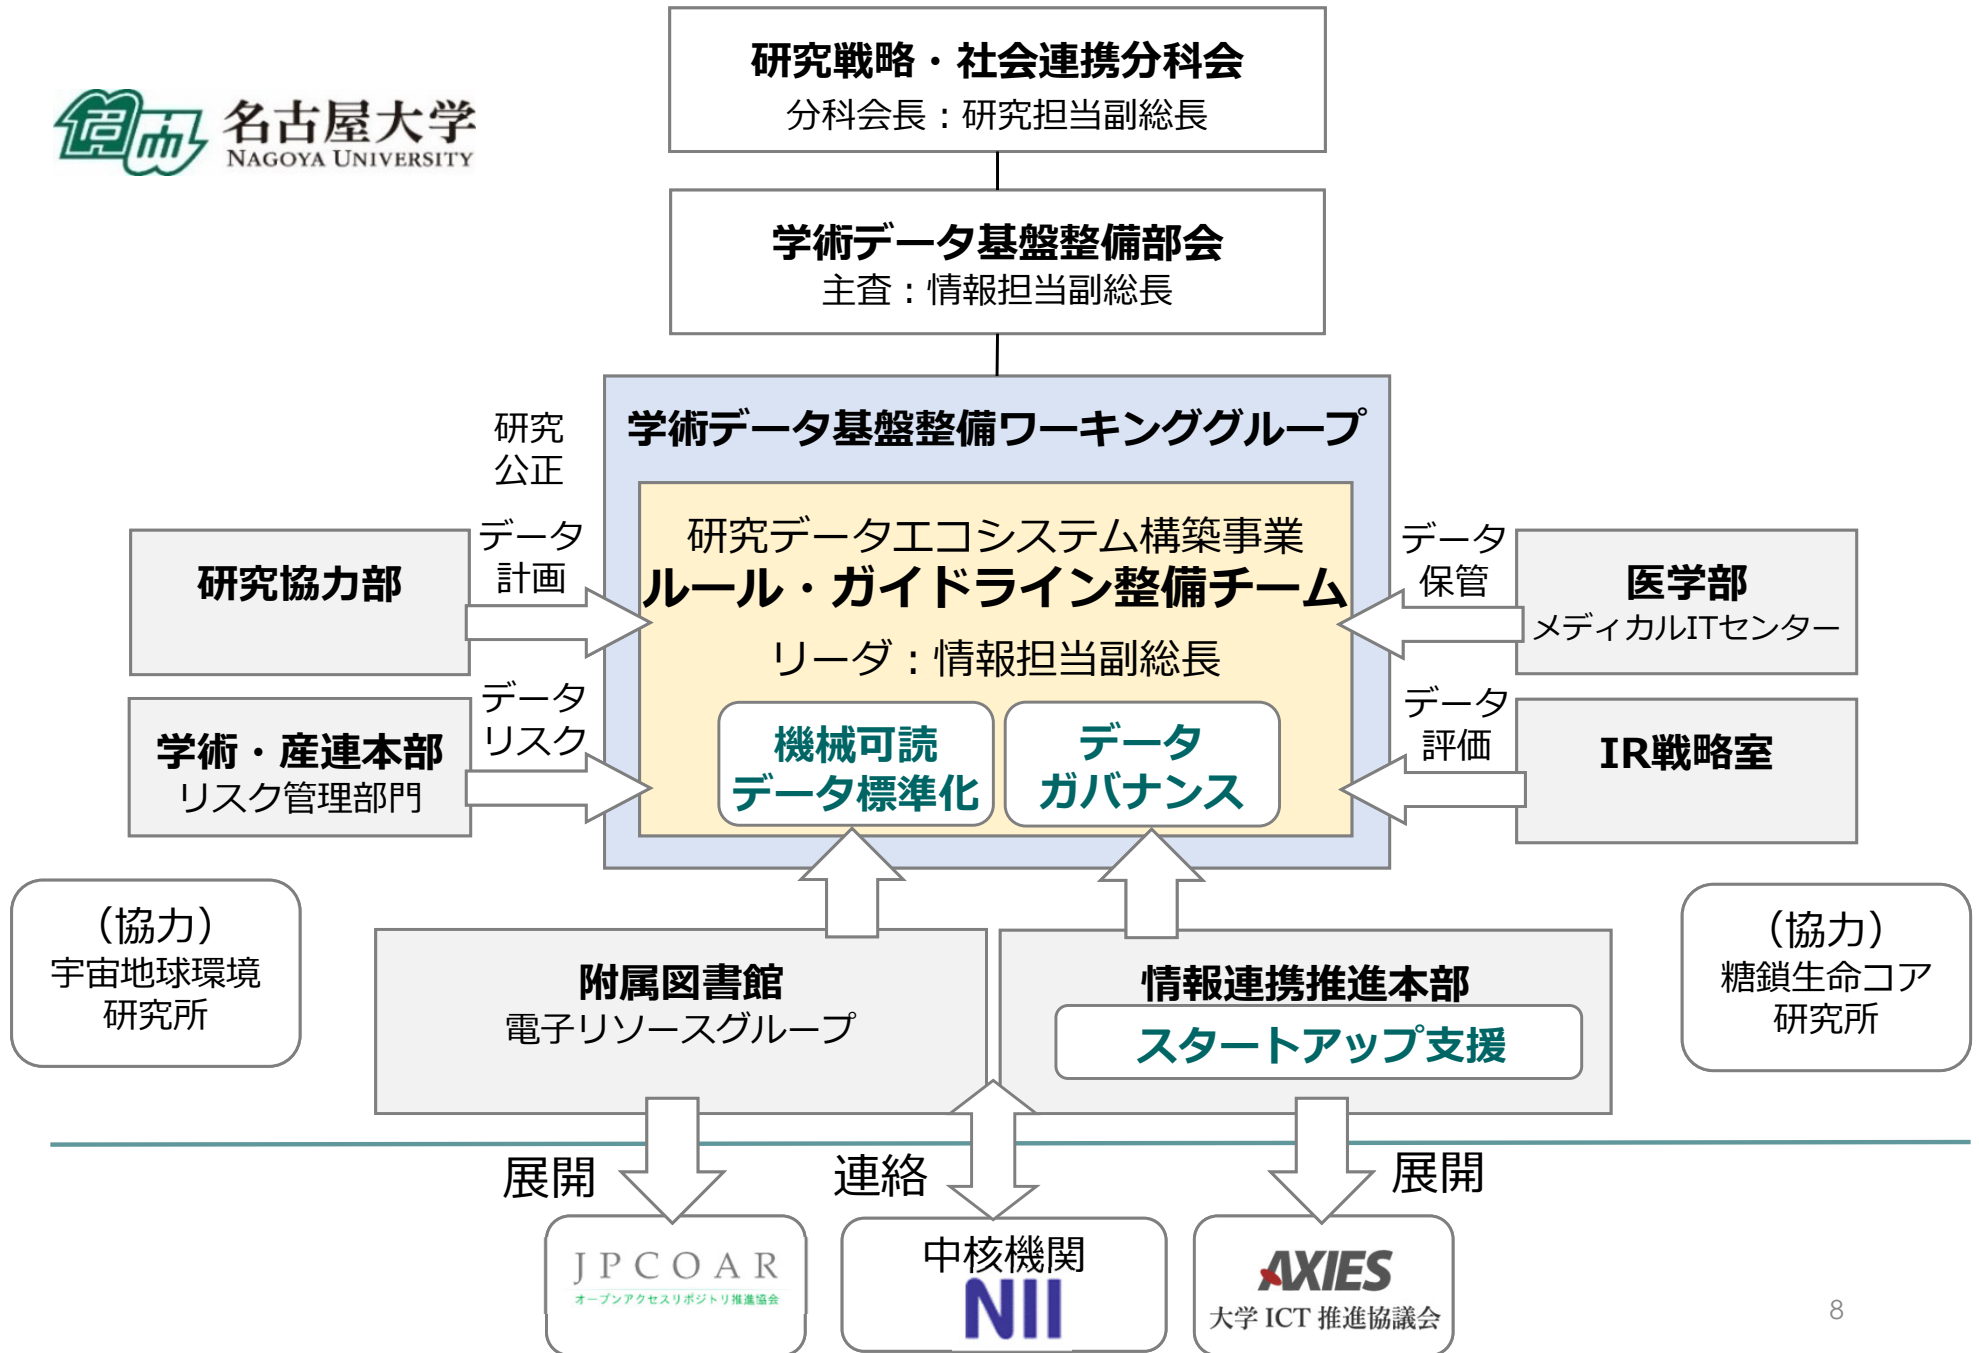 名古屋大学
NAGOYA UNIVERSITY
研究戦略・社会連携分科会
分科会長：研究担当副総長
学術データ基盤整備部会
主査：情報担当副総長
学術データ基盤整備ワーキンググループ
研究データエコシステム構築事業
ルール・ガイドライン整備チーム
リーダ：情報担当副総長
機械可読
データ標準化
データ
ガバナンス
研究
公正
データ
計画
研究協力部
データ
リスク
学術・産連本部
リスク管理部門
データ
保管
医学部
メディカルITセンター
データ
評価
IR戦略室
（協力）
宇宙地球環境
研究所
附属図書館
電子リソースグループ
情報連携推進本部
スタートアップ支援
（協力）
糖鎖生命コア
研究所
展開
連絡
展開
JPCOAR
オープンアクセスリポジトリ推進協会
中核機関
NII
AXIES
大学 ICT 推進協議会
8